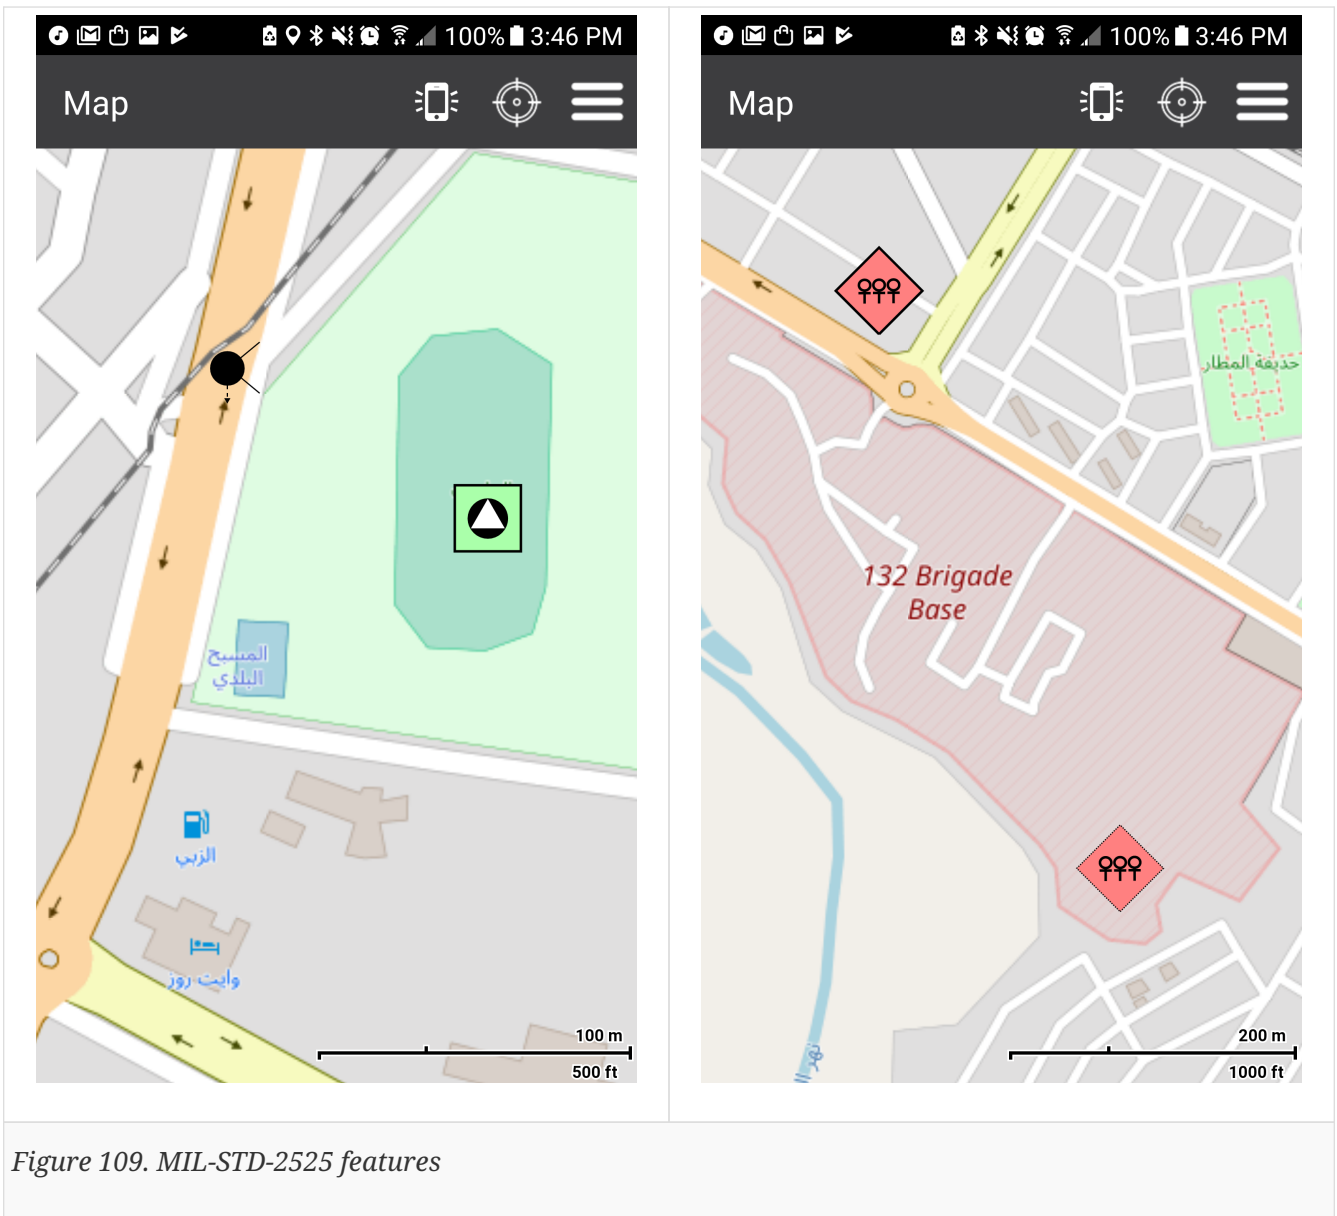 100% 3:46 PM
Map
المسبح
البلدي
الزبي
وايت روز
100 m
500 ft
100% 3:46 PM
Map
حديقة المطار
132 Brigade
Base
200 m
1000 ft
Figure 109. MIL-STD-2525 features